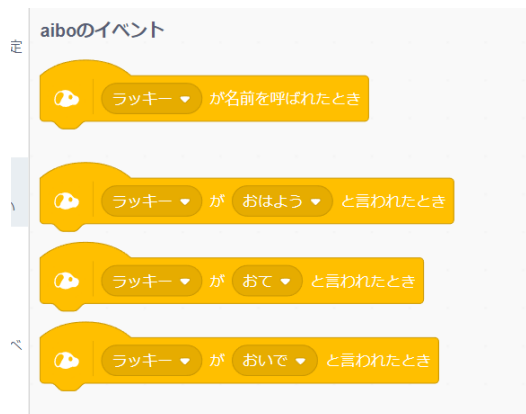 aiboのイベント
ラッキー が名前を呼ばれたとき
ラッキー が おはよう と言われたとき
ラッキー が おて と言われたとき
ラッキー が おいで と言われたとき